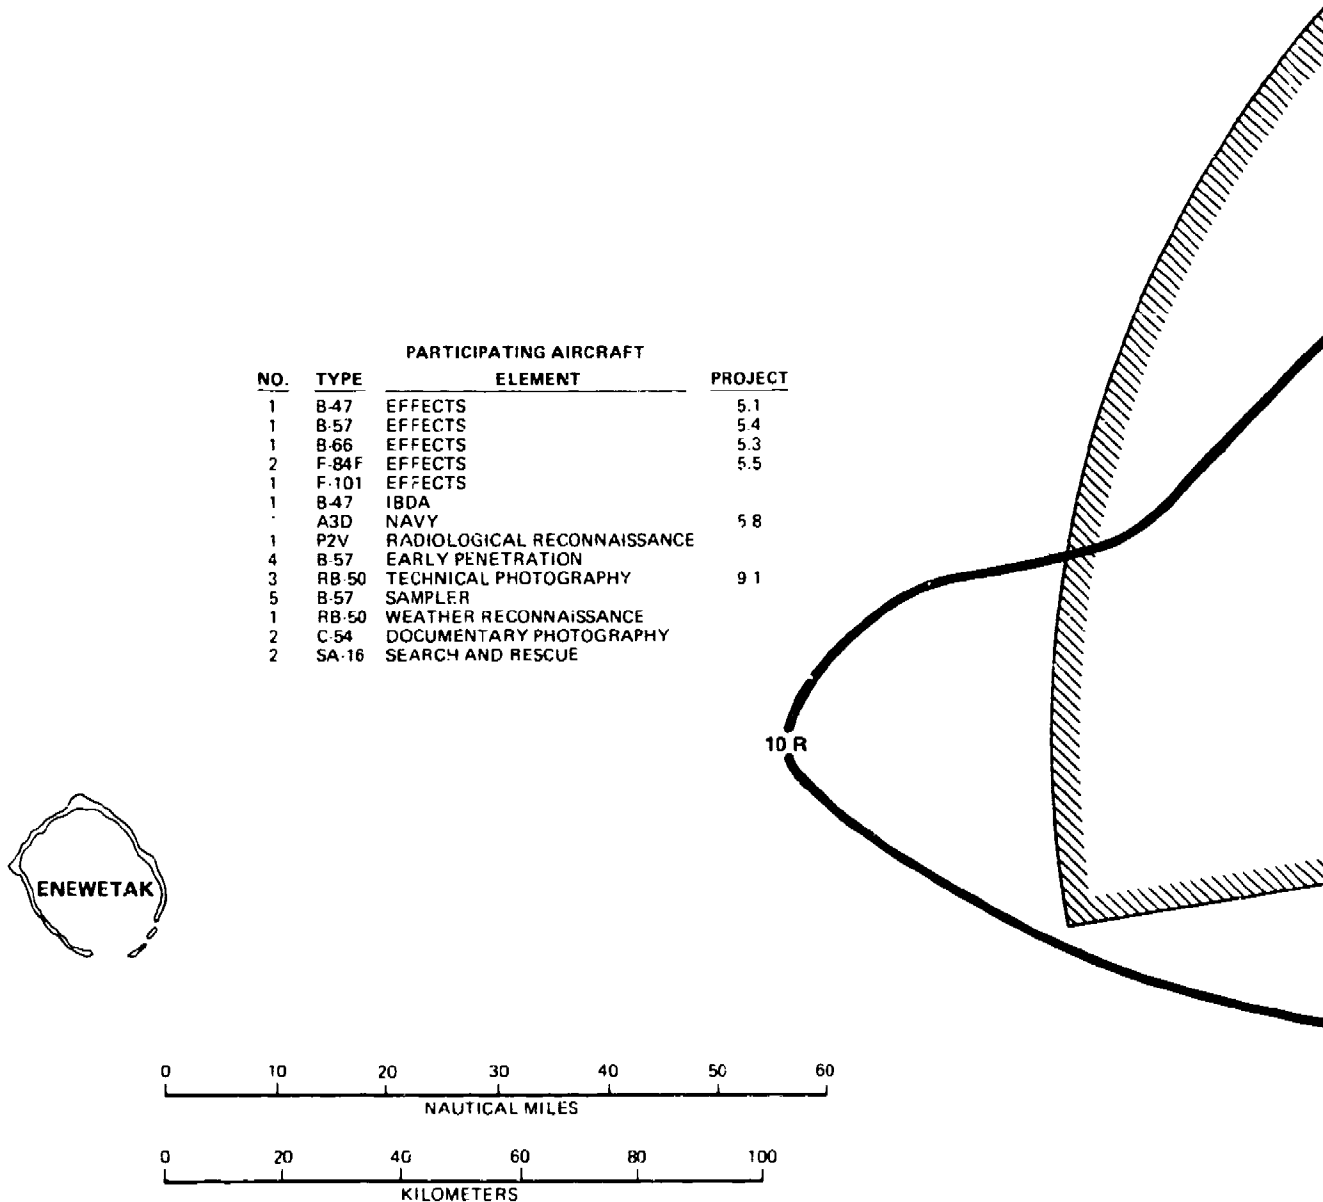 PARTICIPATING AIRCRAFT
NO. TYPE ELEMENT PROJECT
1 B-47 EFFECTS 5.1
1 B-57 EFFECTS 5.4
1 B-66 EFFECTS 5.3
2 F-84F EFFECTS 5.5
1 F-101 EFFECTS
1 B-47 IBDA
A3D NAVY 5 8
1 P2V RADIOLOGICAL RECONNAISSANCE
4 B-57 EARLY PENETRATION
3 RB-50 TECHNICAL PHOTOGRAPHY 9 1
5 B-57 SAMPLER
1 RB-50 WEATHER RECONNAISSANCE
2 C-54 DOCUMENTARY PHOTOGRAPHY
2 SA-16 SEARCH AND RESCUE
10 R
ENEWETAK
0 10 20 30 40 50 60
NAUTICAL MILES
0 20 40 60 80 100
KILOMETERS